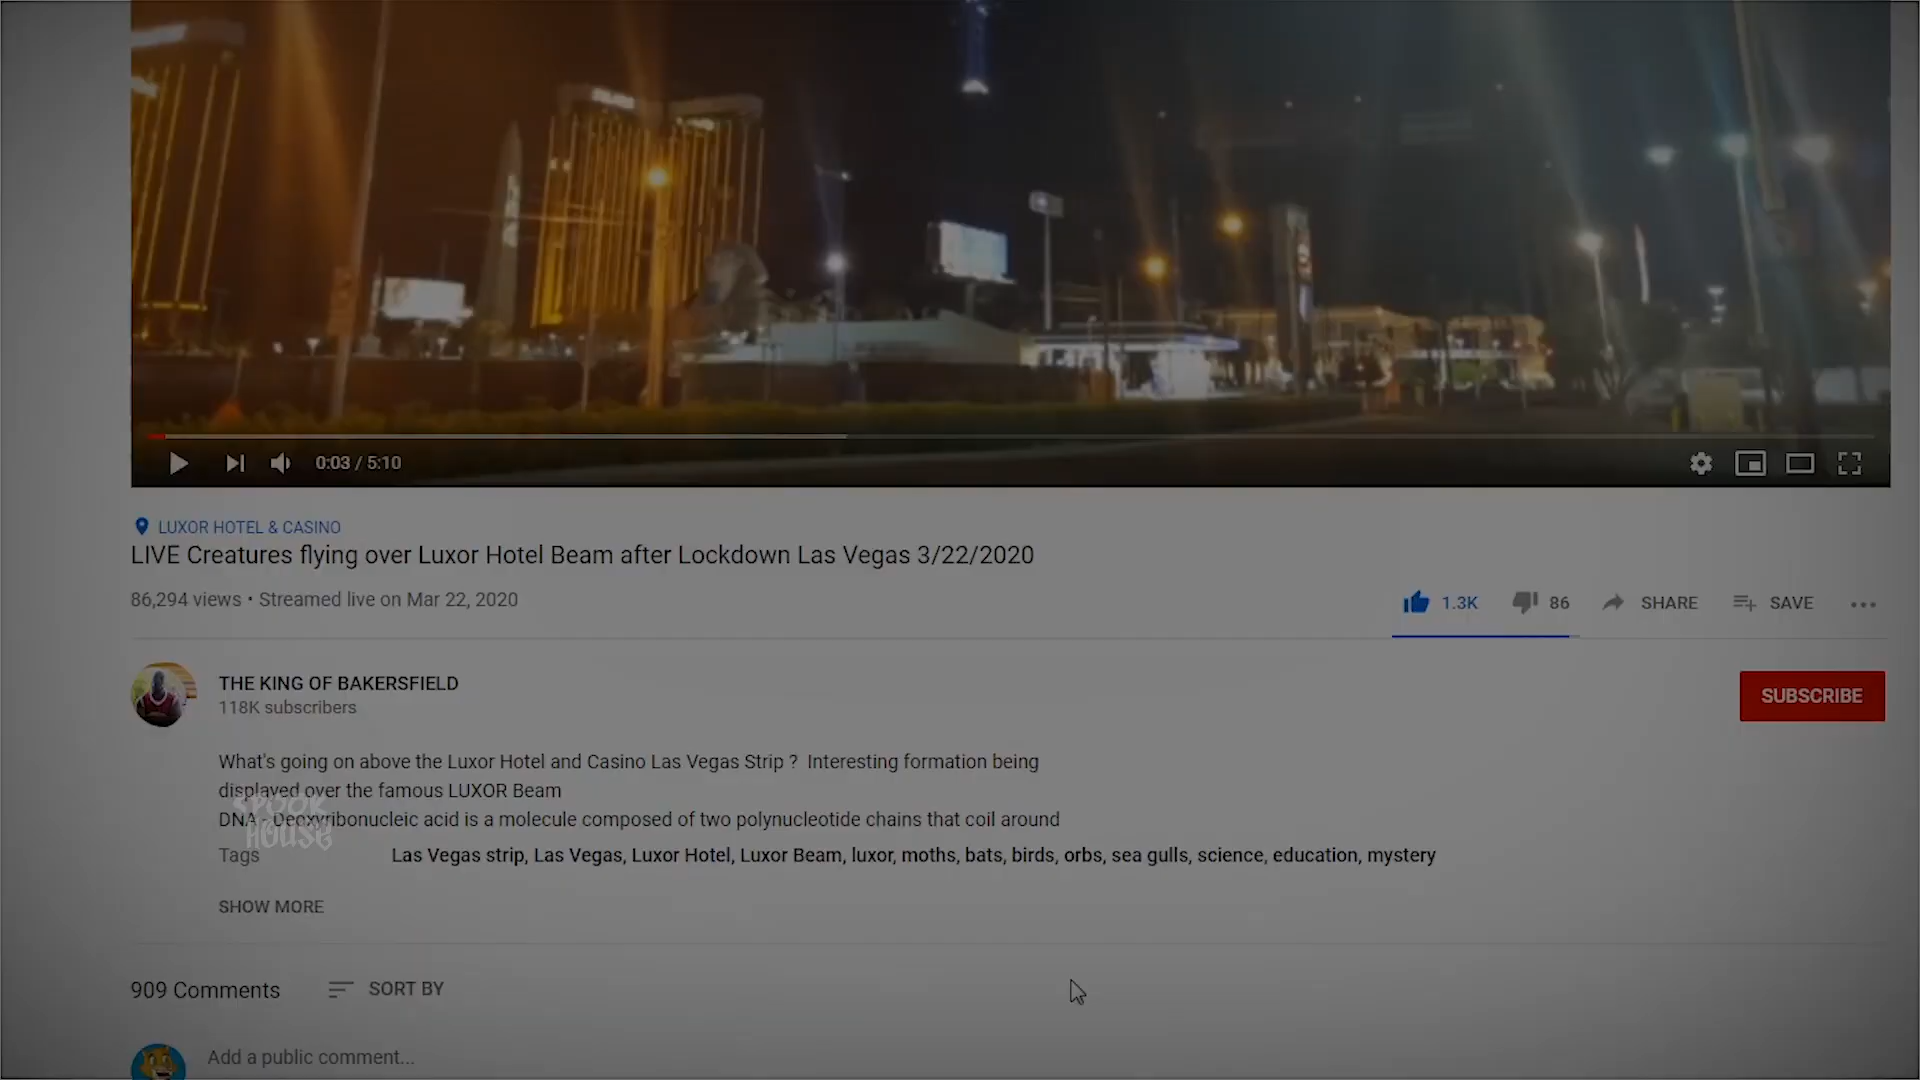 0:03 / 5:10
LUXOR HOTEL & CASINO
LIVE Creatures flying over Luxor Hotel Beam after Lockdown Las Vegas 3/22/2020
86,294 views • Streamed live on Mar 22, 2020
1.3K 86 SHARE SAVE
THE KING OF BAKERSFIELD
118K subscribers
SUBSCRIBE
What's going on above the Luxor Hotel and Casino Las Vegas Strip ? Interesting formation being
displayed over the famous LUXOR Beam
DNA - Deoxyribonucleic acid is a molecule composed of two polynucleotide chains that coil around
SPOOK
HOUSE
Tags Las Vegas strip, Las Vegas, Luxor Hotel, Luxor Beam, luxor, moths, bats, birds, orbs, sea gulls, science, education, mystery
SHOW MORE
909 Comments SORT BY
Add a public comment...